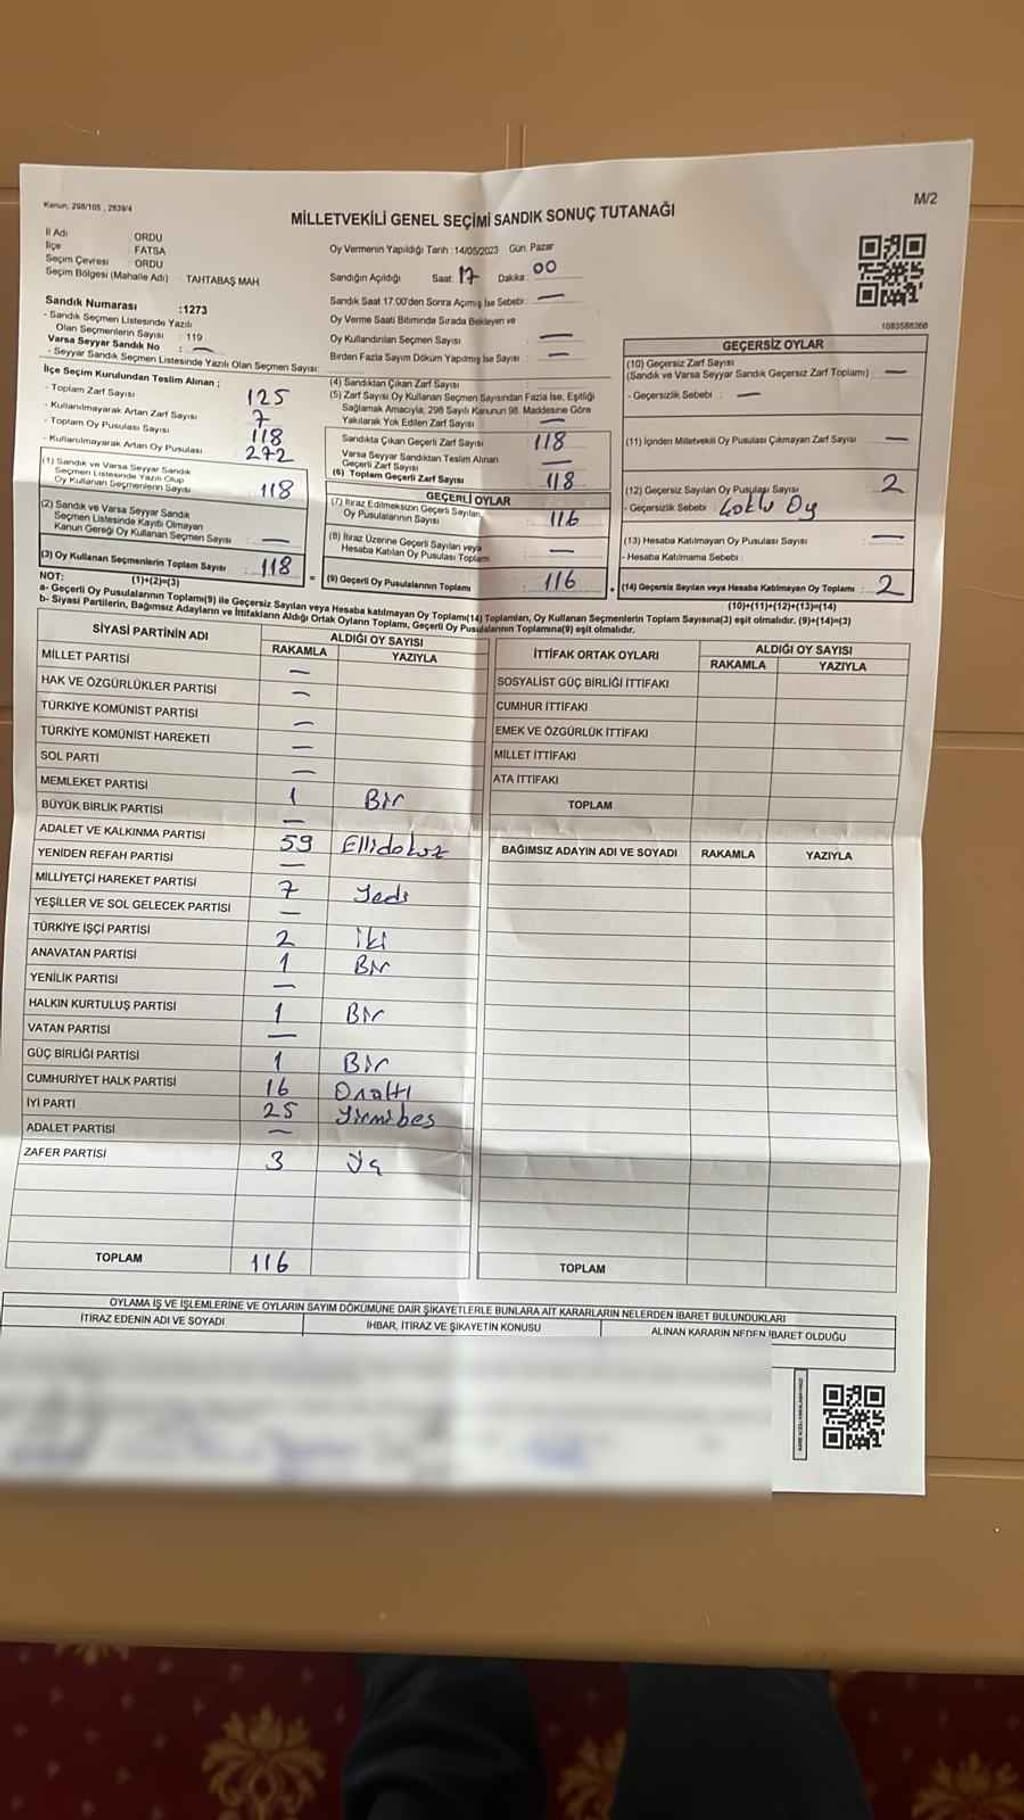 Kanun: 298/105 , 2839/4
M/2
MİLLETVEKİLİ GENEL SEÇİMİ SANDIK SONUÇ TUTANAĞI
İl Adı : ORDU
İlçe : FATSA
Seçim Çevresi : ORDU
Seçim Bölgesi (Mahalle Adı) : TAHTABAŞ MAH
Sandık Numarası :1273
- Sandık Seçmen Listesinde Yazılı
Olan Seçmenlerin Sayısı : 119
Varsa Seyyar Sandık No : —
- Seyyar Sandık Seçmen Listesinde Yazılı Olan Seçmen Sayısı:
İlçe Seçim Kurulundan Teslim Alınan ;
- Toplam Zarf Sayısı 125
- Kullanılmayarak Artan Zarf Sayısı 7
- Toplam Oy Pusulası Sayısı 118
- Kullanılmayarak Artan Oy Pusulası 272
(1) Sandık ve Varsa Seyyar Sandık
Seçmen Listesinde Yazılı Olup
Oy Kullanan Seçmenlerin Sayısı 118
(2) Sandık ve Varsa Seyyar Sandık
Seçmen Listesinde Kayıtlı Olmayan
Kanun Gereği Oy Kullanan Seçmen Sayısı : —
(3) Oy Kullanan Seçmenlerin Toplam Sayısı : 118
(1)+(2)=(3)
Oy Vermenin Yapıldığı Tarih : 14/05/2023 Gün: Pazar
Sandığın Açıldığı Saat: 17 Dakika: 00
Sandık Saat 17.00'den Sonra Açımış İse Sebebi : —
Oy Verme Saati Bitiminde Sırada Bekleyen ve
Oy Kullandırılan Seçmen Sayısı —
Birden Fazla Sayım Döküm Yapılmış İse Sayısı : —
(4) Sandıktan Çıkan Zarf Sayısı
(5) Zarf Sayısı Oy Kullanan Seçmen Sayısından Fazla İse, Eşitliği
Sağlamak Amacıyla; 298 Sayılı Kanunun 98. Maddesine Göre
Yakılarak Yok Edilen Zarf Sayısı —
Sandıkta Çıkan Geçerli Zarf Sayısı 118
Varsa Seyyar Sandıktan Teslim Alınan
Geçerli Zarf Sayısı —
(6) Toplam Geçerli Zarf Sayısı 118
GEÇERLİ OYLAR
(7) İtiraz Edilmeksizin Geçerli Sayılan
Oy Pusulalarının Sayısı 116
(8) İtiraz Üzerine Geçerli Sayılan veya
Hesaba Katılan Oy Pusulası Toplam —
(9) Geçerli Oy Pusulalarının Toplamı 116
1083588360
GEÇERSİZ OYLAR
(10) Geçersiz Zarf Sayısı
(Sandık ve Varsa Seyyar Sandık Geçersiz Zarf Toplamı) : —
- Geçersizlik Sebebi : —
(11) İçinden Milletvekili Oy Pusulası Çıkmayan Zarf Sayısı —
(12) Geçersiz Sayılan Oy Pusulası Sayısı 2
- Geçersizlik Sebebi Çoklu Oy
(13) Hesaba Katılmayan Oy Pusulası Sayısı —
- Hesaba Katılmama Sebebi :
(14) Geçersiz Sayılan veya Hesaba Katılmayan Oy Toplamı : 2
(10)+(11)+(12)+(13)=(14)
NOT:
a- Geçerli Oy Pusulalarının Toplamı(9) ile Geçersiz Sayılan veya Hesaba katılmayan Oy Toplamı(14) Toplamları, Oy Kullanan Seçmenlerin Toplam Sayısına(3) eşit olmalıdır. (9)+(14)=(3)
b- Siyasi Partilerin, Bağımsız Adayların ve İttifakların Aldığı Ortak Oyların Toplamı, Geçerli Oy Pusulalarının Toplamına(9) eşit olmalıdır.
SİYASİ PARTİNİN ADI ALDIĞI OY SAYISI
RAKAMLA YAZIYLA
MİLLET PARTİSİ —
HAK VE ÖZGÜRLÜKLER PARTİSİ —
TÜRKİYE KOMÜNİST PARTİSİ —
TÜRKİYE KOMÜNİST HAREKETİ —
SOL PARTİ —
MEMLEKET PARTİSİ 1 Bir
BÜYÜK BİRLİK PARTİSİ —
ADALET VE KALKINMA PARTİSİ 59 Ellidokuz
YENİDEN REFAH PARTİSİ —
MİLLİYETÇİ HAREKET PARTİSİ 7 Yedi
YEŞİLLER VE SOL GELECEK PARTİSİ —
TÜRKİYE İŞÇİ PARTİSİ 2 İki
ANAVATAN PARTİSİ 1 Bir
YENİLİK PARTİSİ —
HALKIN KURTULUŞ PARTİSİ 1 Bir
VATAN PARTİSİ —
GÜÇ BİRLİĞİ PARTİSİ 1 Bir
CUMHURİYET HALK PARTİSİ 16 Onaltı
İYİ PARTİ 25 Yirmibeş
ADALET PARTİSİ —
ZAFER PARTİSİ 3 Üç
TOPLAM 116
İTTİFAK ORTAK OYLARI ALDIĞI OY SAYISI
RAKAMLA YAZIYLA
SOSYALİST GÜÇ BİRLİĞİ İTTİFAKI
CUMHUR İTTİFAKI
EMEK VE ÖZGÜRLÜK İTTİFAKI
MİLLET İTTİFAKI
ATA İTTİFAKI
TOPLAM
BAĞIMSIZ ADAYIN ADI VE SOYADI RAKAMLA YAZIYLA
TOPLAM
OYLAMA İŞ VE İŞLEMLERİNE VE OYLARIN SAYIM DÖKÜMÜNE DAİR ŞİKAYETLERLE BUNLARA AİT KARARLARIN NELERDEN İBARET BULUNDUKLARI
İTİRAZ EDENİN ADI VE SOYADI İHBAR, İTİRAZ VE ŞİKAYETİN KONUSU ALINAN KARARIN NEDEN İBARET OLDUĞU